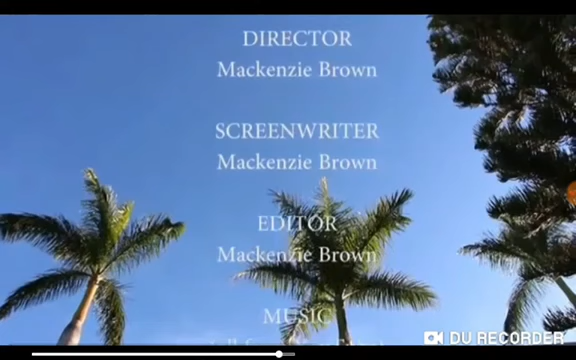 DIRECTOR
Mackenzie Brown
SCREENWRITER
Mackenzie Brown
EDITOR
Mackenzie Brown
MUSIC
DU RECORDER